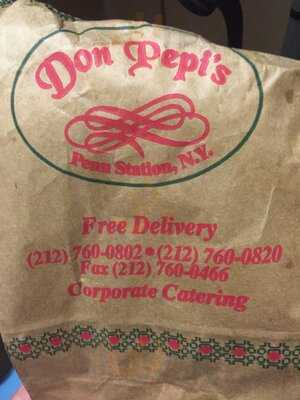 Don Pepi's
Penn Station, N.Y.
Free Delivery
(212) 760-0802 • (212) 760-0820
Fax (212) 760-0466
Corporate Catering